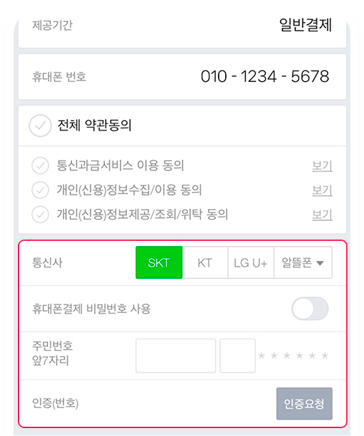 제공기간 일반결제
휴대폰 번호 010 - 1234 - 5678
전체 약관동의
통신과금서비스 이용 동의 보기
개인(신용)정보수집/이용 동의 보기
개인(신용)정보제공/조회/위탁 동의 보기
통신사 SKT KT LG U+ 알뜰폰 ▼
휴대폰결제 비밀번호 사용
주민번호
앞7자리 * * * * * *
인증(번호) 인증요청